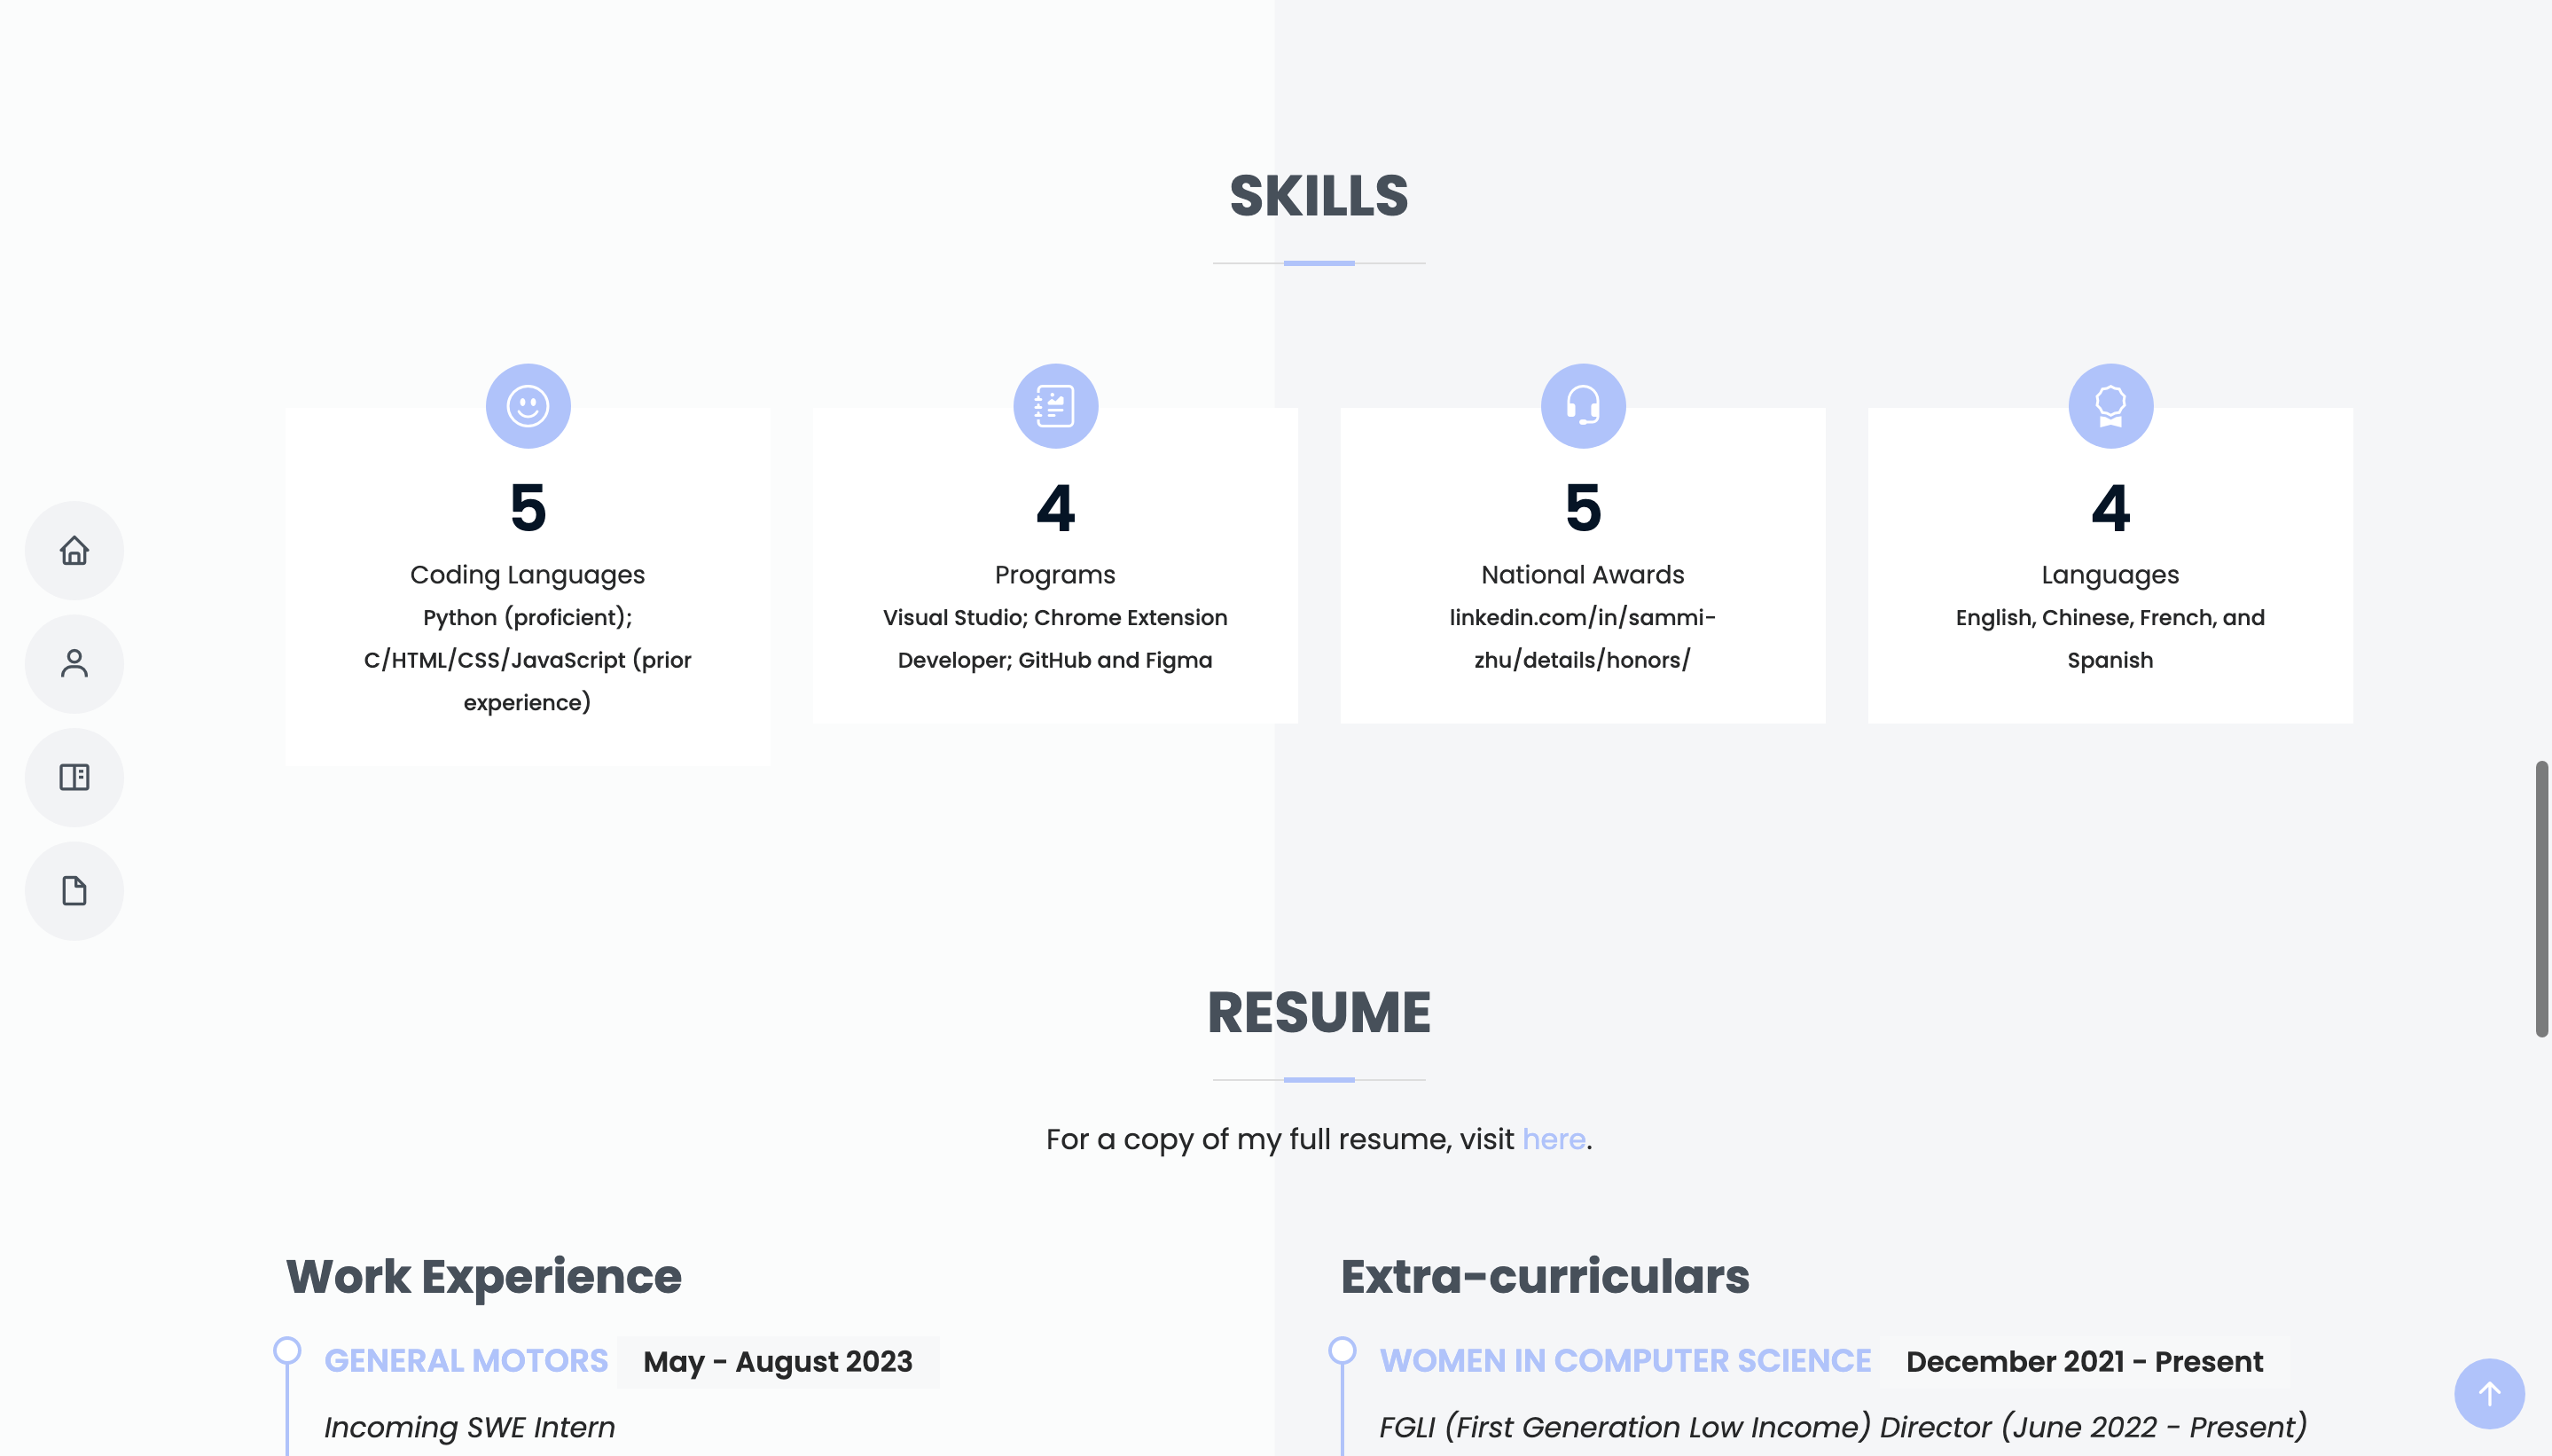 SKILLS
5
Coding Languages
Python (proficient);
C/HTML/CSS/JavaScript (prior
experience)
4
Programs
Visual Studio; Chrome Extension
Developer; GitHub and Figma
5
National Awards
linkedin.com/in/sammi-
zhu/details/honors/
4
Languages
English, Chinese, French, and
Spanish
RESUME
For a copy of my full resume, visit here.
Work Experience
GENERAL MOTORS May - August 2023
Incoming SWE Intern
Extra-curriculars
WOMEN IN COMPUTER SCIENCE December 2021 - Present
FGLI (First Generation Low Income) Director (June 2022 - Present)